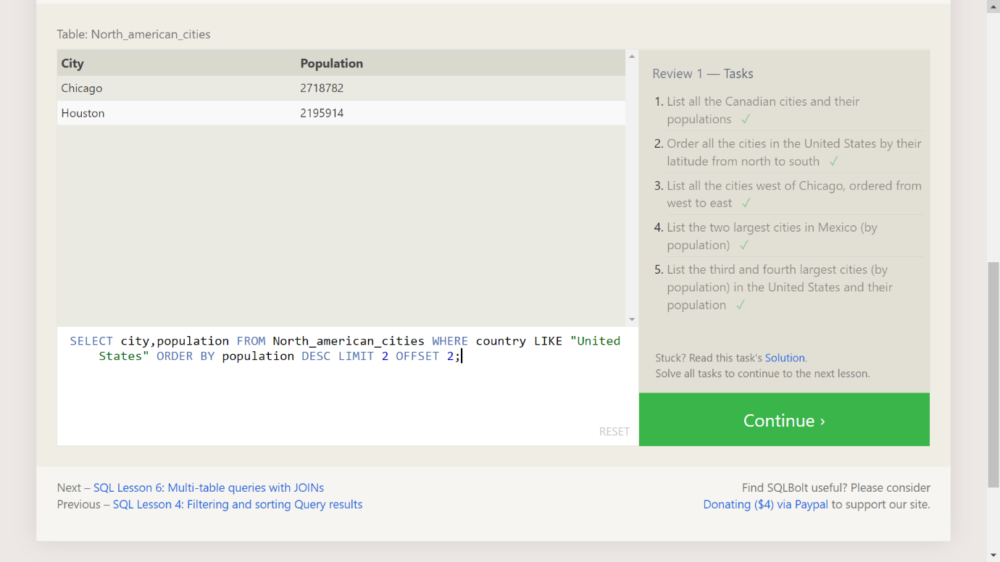 Table: North_american_cities
City Population
Chicago 2718782
Houston 2195914
SELECT city,population FROM North_american_cities WHERE country LIKE "United
States" ORDER BY population DESC LIMIT 2 OFFSET 2;
RESET
Review 1 — Tasks
1. List all the Canadian cities and their
populations ✓
2. Order all the cities in the United States by their
latitude from north to south ✓
3. List all the cities west of Chicago, ordered from
west to east ✓
4. List the two largest cities in Mexico (by
population) ✓
5. List the third and fourth largest cities (by
population) in the United States and their
population ✓
Stuck? Read this task's Solution.
Solve all tasks to continue to the next lesson.
Continue ›
Next – SQL Lesson 6: Multi-table queries with JOINs
Previous – SQL Lesson 4: Filtering and sorting Query results
Find SQLBolt useful? Please consider
Donating ($4) via Paypal to support our site.